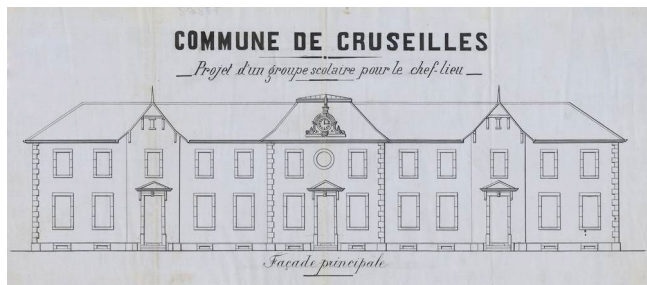 COMMUNE DE CRUSEILLES
Projet d'un groupe scolaire pour le chef-lieu
Façade principale